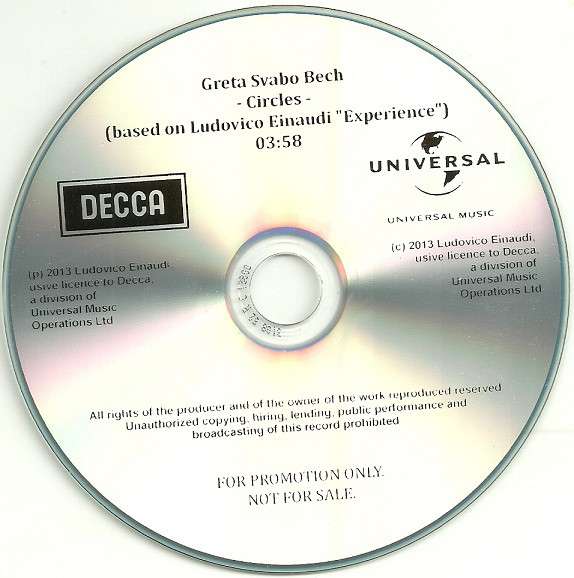 Greta Svabo Bech
- Circles -
(based on Ludovico Einaudi "Experience")
03:58
DECCA
UNIVERSAL
UNIVERSAL MUSIC
(p) 2013 Ludovico Einaudi,
usive licence to Decca,
a division of
Universal Music
Operations Ltd
(c) 2013 Ludovico Einaudi,
usive licence to Decca,
a division of
Universal Music
Operations Ltd
All rights of the producer and of the owner of the work reproduced reserved
Unauthorized copying, hiring, lending, public performance and
broadcasting of this record prohibited
FOR PROMOTION ONLY.
NOT FOR SALE.